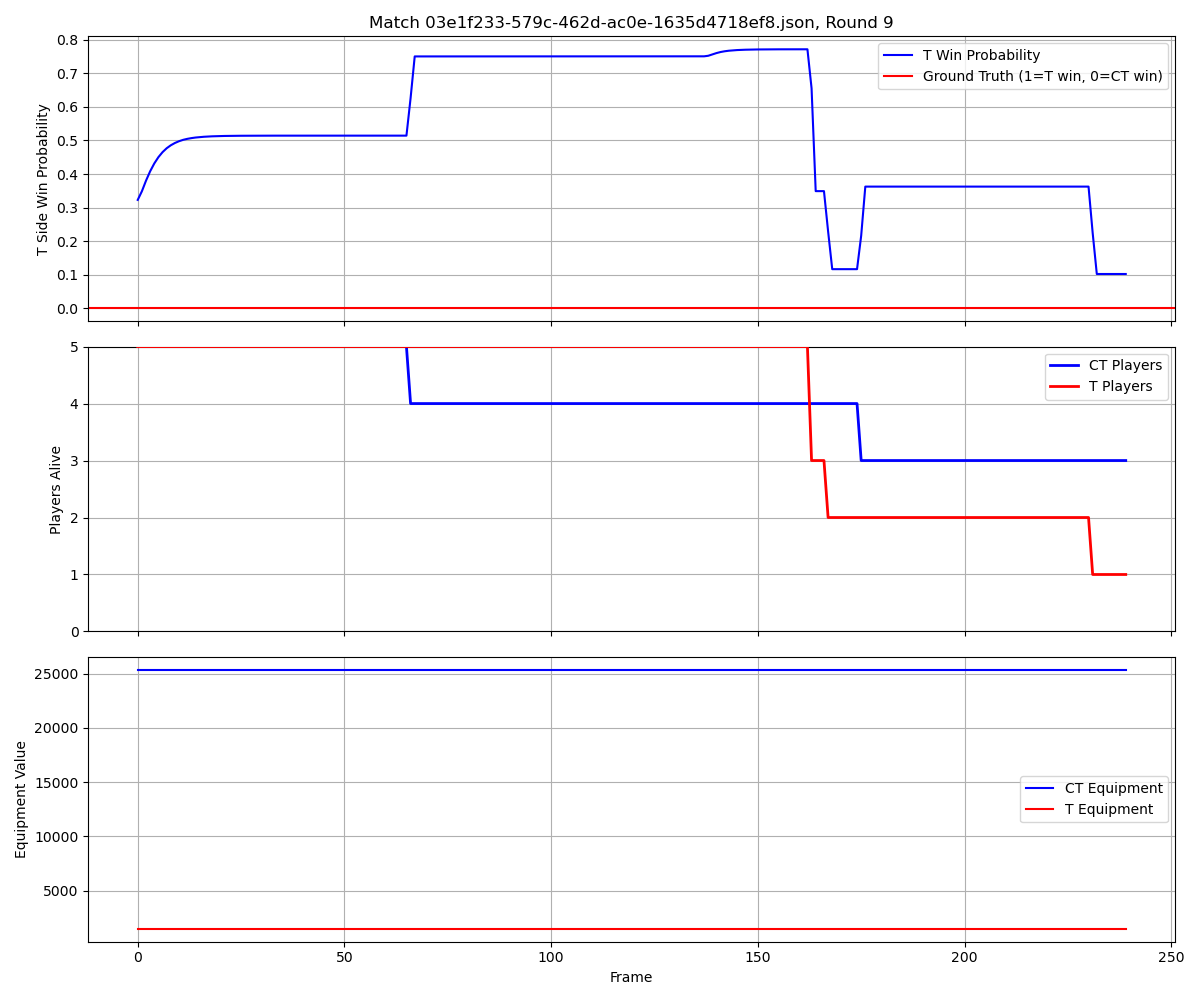 Match 03e1f233-579c-462d-ac0e-1635d4718ef8.json, Round 9
T Side Win Probability
0.8
0.7
0.6
0.5
0.4
0.3
0.2
0.1
0.0
T Win Probability
Ground Truth (1=T win, 0=CT win)
Players Alive
5
4
3
2
1
0
CT Players
T Players
Equipment Value
25000
20000
15000
10000
5000
CT Equipment
T Equipment
0 50 100 150 200 250
Frame